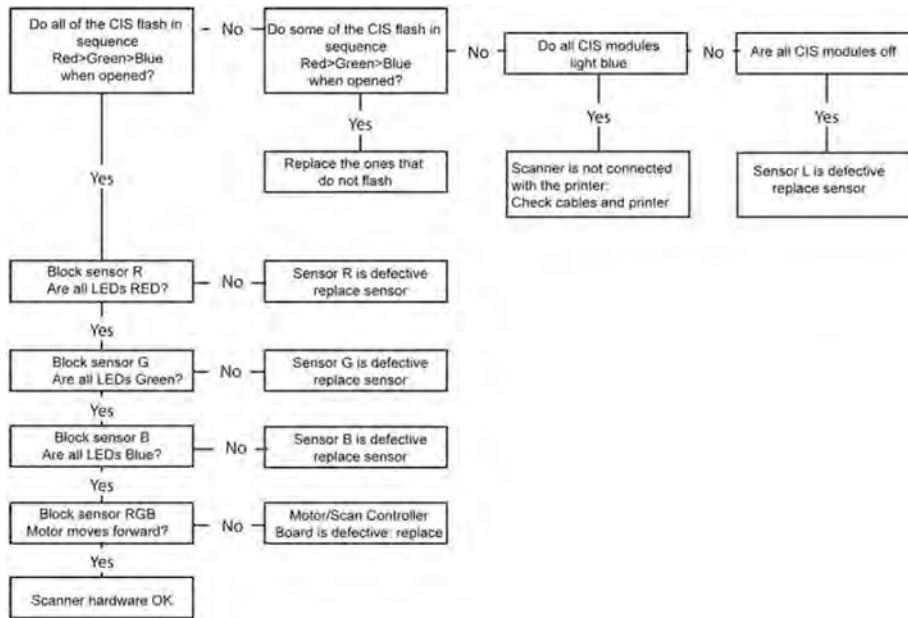 Do all of the CIS flash in
sequence
Red>Green>Blue
when opened?
No
Do some of the CIS flash in
sequence
Red>Green>Blue
when opened?
No
Do all CIS modules
light blue
No
Are all CIS modules off
Yes
Yes
Yes
Yes
Replace the ones that
do not flash
Scanner is not connected
with the printer:
Check cables and printer
Sensor L is defective
replace sensor
Block sensor R
Are all LEDs RED?
No
Sensor R is defective
replace sensor
Yes
Block sensor G
Are all LEDs Green?
No
Sensor G is defective
replace sensor
Yes
Block sensor B
Are all LEDs Blue?
No
Sensor B is defective
replace sensor
Yes
Block sensor RGB
Motor moves forward?
No
Motor/Scan Controller
Board is defective: replace
Yes
Scanner hardware OK